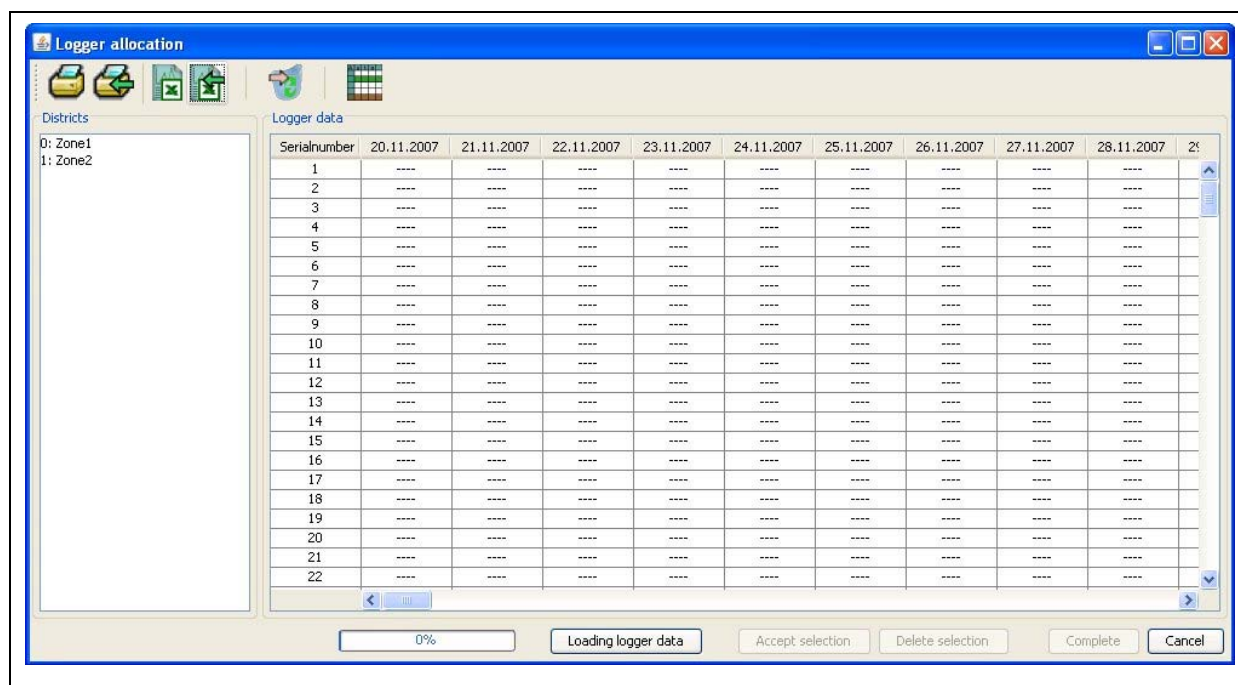 Logger allocation
Districts
0: Zone1
1: Zone2
Logger data
Serialnumber 20.11.2007 21.11.2007 22.11.2007 23.11.2007 24.11.2007 25.11.2007 26.11.2007 27.11.2007 28.11.2007
1 ---- ---- ---- ---- ---- ---- ---- ---- ----
2 ---- ---- ---- ---- ---- ---- ---- ---- ----
3 ---- ---- ---- ---- ---- ---- ---- ---- ----
4 ---- ---- ---- ---- ---- ---- ---- ---- ----
5 ---- ---- ---- ---- ---- ---- ---- ---- ----
6 ---- ---- ---- ---- ---- ---- ---- ---- ----
7 ---- ---- ---- ---- ---- ---- ---- ---- ----
8 ---- ---- ---- ---- ---- ---- ---- ---- ----
9 ---- ---- ---- ---- ---- ---- ---- ---- ----
10 ---- ---- ---- ---- ---- ---- ---- ---- ----
11 ---- ---- ---- ---- ---- ---- ---- ---- ----
12 ---- ---- ---- ---- ---- ---- ---- ---- ----
13 ---- ---- ---- ---- ---- ---- ---- ---- ----
14 ---- ---- ---- ---- ---- ---- ---- ---- ----
15 ---- ---- ---- ---- ---- ---- ---- ---- ----
16 ---- ---- ---- ---- ---- ---- ---- ---- ----
17 ---- ---- ---- ---- ---- ---- ---- ---- ----
18 ---- ---- ---- ---- ---- ---- ---- ---- ----
19 ---- ---- ---- ---- ---- ---- ---- ---- ----
20 ---- ---- ---- ---- ---- ---- ---- ---- ----
21 ---- ---- ---- ---- ---- ---- ---- ---- ----
22 ---- ---- ---- ---- ---- ---- ---- ---- ----
0% Loading logger data Accept selection Delete selection Complete Cancel